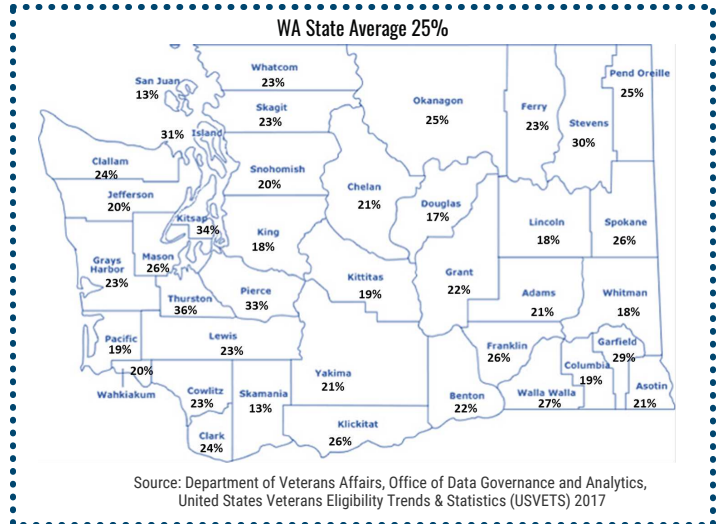 WA State Average 25%
Whatcom
23%
San Juan
13%
Skagit
23%
31% Island
Okanagon
25%
Ferry
23%
Stevens
30%
Pend Oreille
25%
Clallam
24%
Jefferson
20%
Snohomish
20%
Chelan
21%
Douglas
17%
Kitsap
34%
King
18%
Lincoln
18%
Spokane
26%
Grays
Harbor
23%
Mason
26%
Thurston
36%
Pierce
33%
Kittitas
19%
Grant
22%
Adams
21%
Whitman
18%
Pacific
19%
Lewis
23%
20%
Wahkiakum
Cowlitz
23%
Skamania
13%
Yakima
21%
Klickitat
26%
Clark
24%
Benton
22%
Franklin
26%
Walla Walla
27%
Columbia
19%
Garfield
29%
Asotin
21%
Source: Department of Veterans Affairs, Office of Data Governance and Analytics,
United States Veterans Eligibility Trends & Statistics (USVETS) 2017